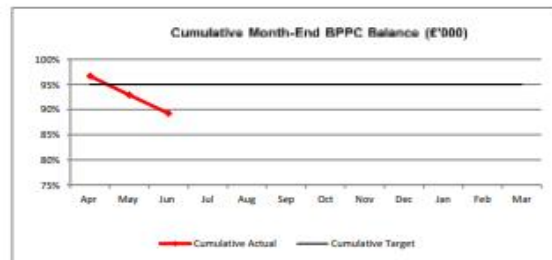 Cumulative Month-End BPPC Balance (£'000)
100%
95%
90%
85%
80%
75%
Apr May Jun Jul Aug Sep Oct Nov Dec Jan Feb Mar
Cumulative Actual Cumulative Target